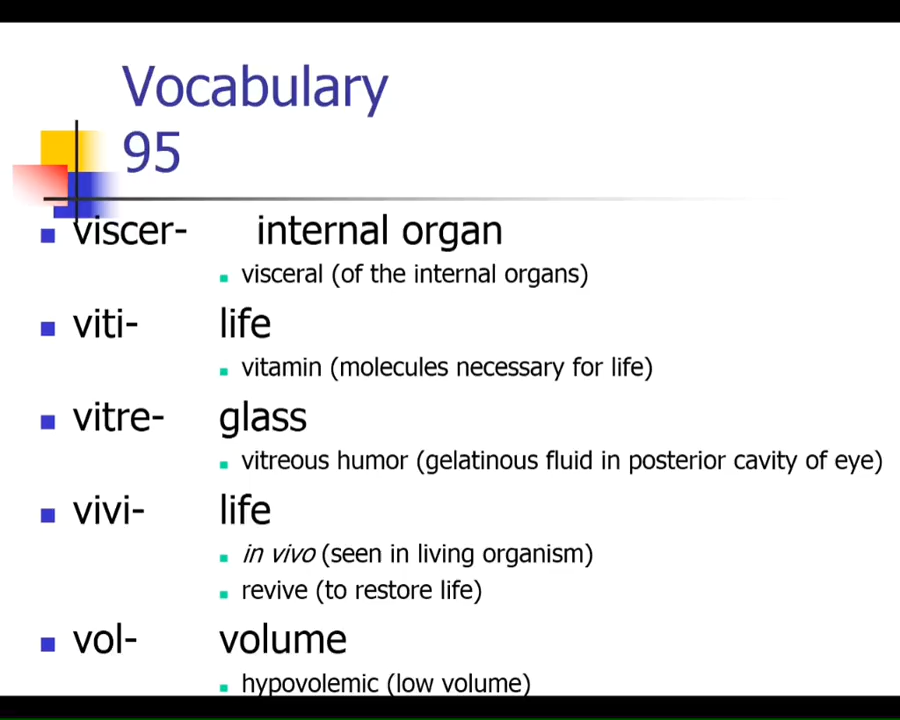 Vocabulary
95
viscer- internal organ
visceral (of the internal organs)
viti- life
vitamin (molecules necessary for life)
vitre- glass
vitreous humor (gelatinous fluid in posterior cavity of eye)
vivi- life
in vivo (seen in living organism)
revive (to restore life)
vol- volume
hypovolemic (low volume)